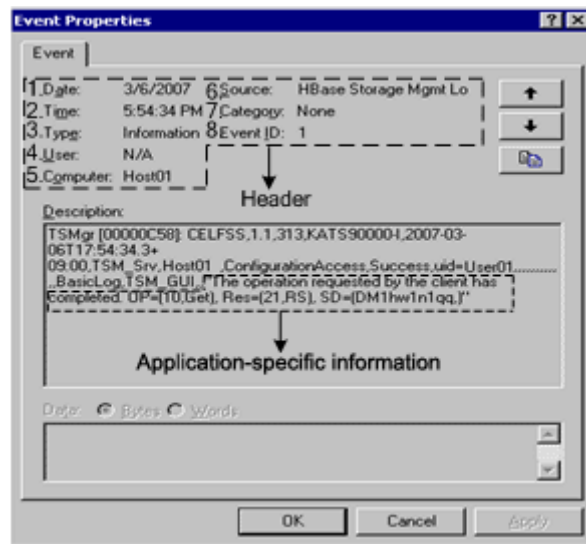 Event Properties
Event
1.Date: 3/6/2007 6 Source: HBase Storage Mgmt Lo
2.Time: 5:54:34 PM 7 Category: None
3.Type: Information 8 Event ID: 1
4.User: N/A
5.Computer: Host01
Header
Description:
TSMgr [00000C58]: CELFSS,1.1,313,KATS90000-I,2007-03-
06T17:54:34.3+
09:00,TSM_Srv,Host01 ,ConfigurationAccess,Success,uid=User01,,,,,,,,,,,
,,BasicLog,TSM_GUI,,"The operation requested by the client has
completed. OP=[10,Get), Res=(21,RS), SD=(DM1hw1n1qq,)"
Application-specific information
Data: Bytes Words
OK Cancel Apply